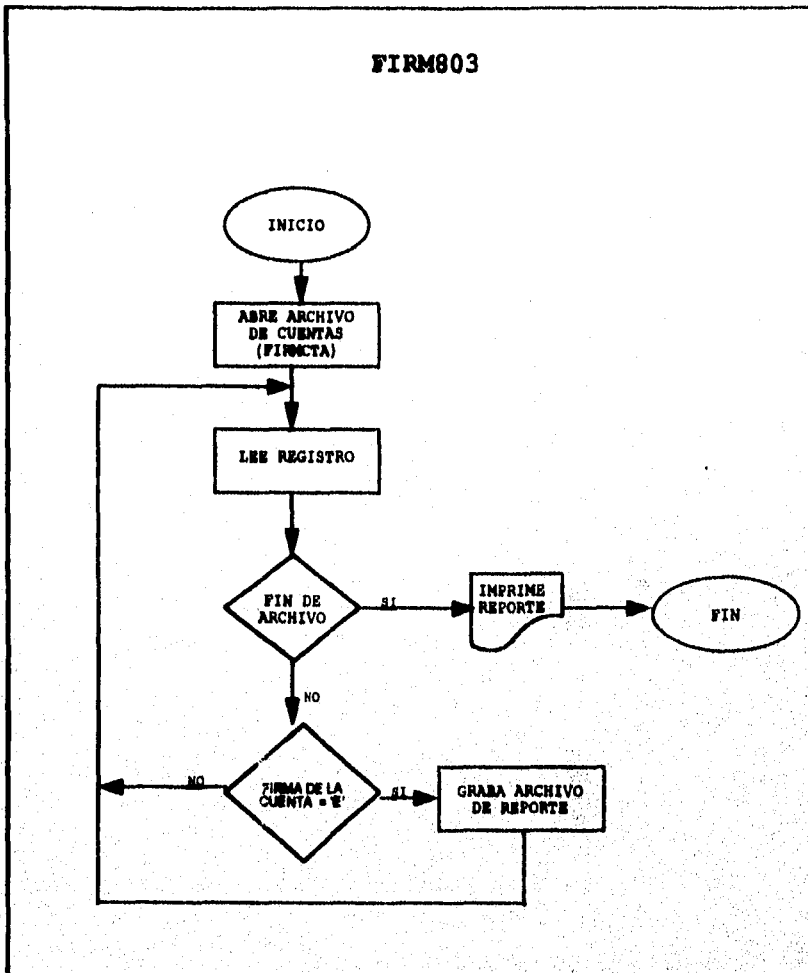 FIRM803
INICIO
ABRE ARCHIVO
DE CUENTAS
(FIRMCTA)
LEE REGISTRO
FIN DE
ARCHIVO
SI
IMPRIME
REPORTE
FIN
NO
NO
FIRMA DE LA
CUENTA = 'E'
SI
GRABA ARCHIVO
DE REPORTE